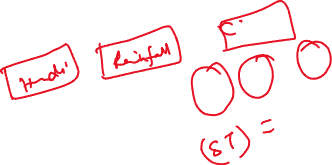 Hindi Rainfall C
(ST) =